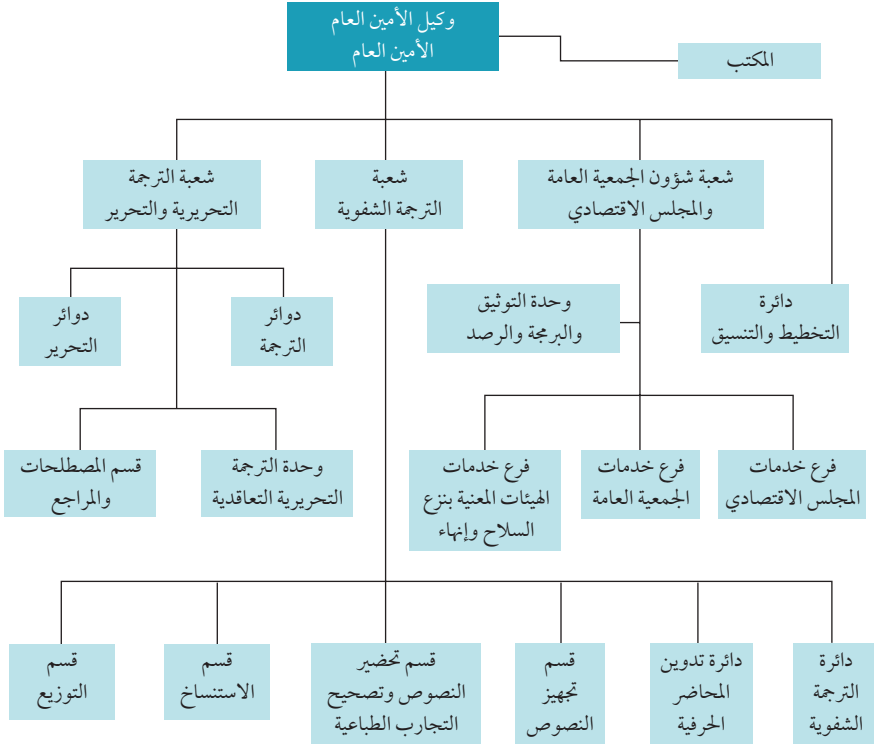 وكيل الأمين العام
الأمين العام
المكتب
شعبة شؤون الجمعية العامة
والمجلس الاقتصادي
شعبة
الترجمة الشفوية
شعبة الترجمة
التحريرية والتحرير
دائرة
التخطيط والتنسيق
وحدة التوثيق
والبرمجة والرصد
دوائر
الترجمة
دوائر
التحرير
فرع خدمات
المجلس الاقتصادي
فرع خدمات
الجمعية العامة
فرع خدمات
الهيئات المعنية بنزع
السلاح وإنهاء
وحدة الترجمة
التحريرية التعاقدية
قسم المصطلحات
والمراجع
دائرة
الترجمة
الشفوية
دائرة تدوين
المحاضر
الحرفية
قسم
تجهيز
النصوص
قسم تحضير
النصوص وتصحيح
التجارب الطباعية
قسم
الاستنساخ
قسم
التوزيع